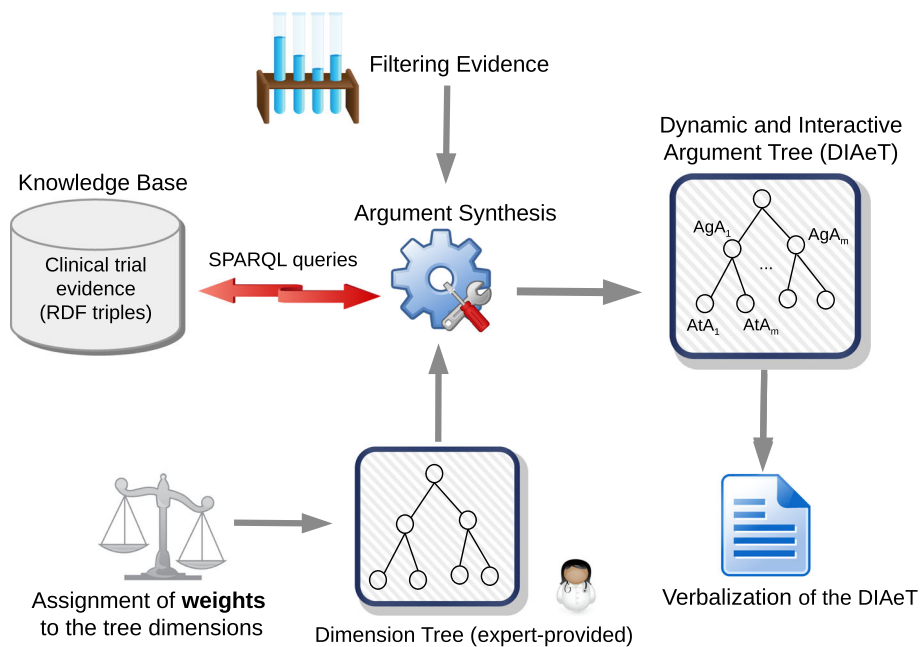 Filtering Evidence
Dynamic and Interactive
Argument Tree (DIAeT)
Knowledge Base
Argument Synthesis
Clinical trial
evidence
(RDF triples)
SPARQL queries
AgA1
AgAm
...
AtA1
AtAm
Assignment of weights
to the tree dimensions
Dimension Tree (expert-provided)
Verbalization of the DIAeT